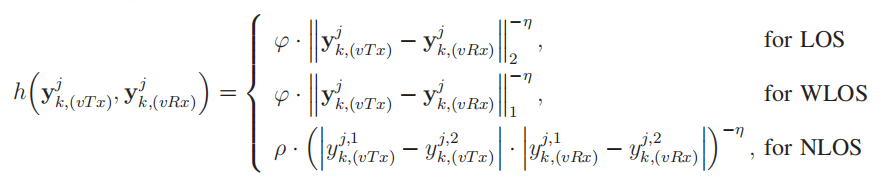 φ · ‖y^j_{k,(vTx)} − y^j_{k,(vRx)}‖_2^{−η}, for LOS
h(y^j_{k,(vTx)}, y^j_{k,(vRx)}) = { φ · ‖y^j_{k,(vTx)} − y^j_{k,(vRx)}‖_1^{−η}, for WLOS
ρ · (|y^{j,1}_{k,(vTx)} − y^{j,2}_{k,(vTx)}| · |y^{j,1}_{k,(vRx)} − y^{j,2}_{k,(vRx)}|)^{−η}, for NLOS